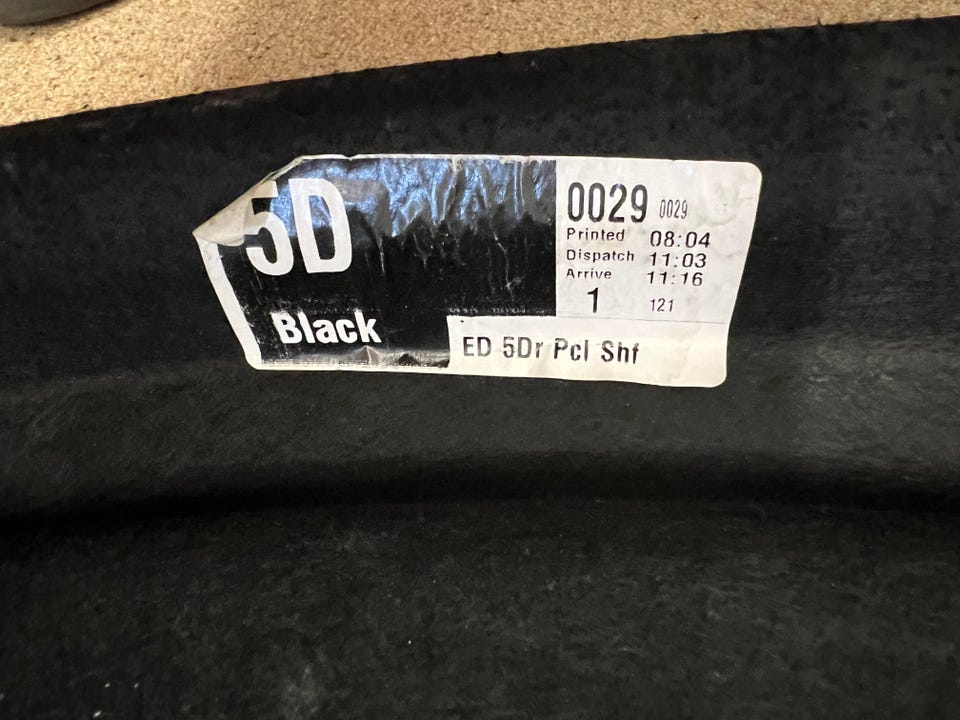 5D
Black
0029 0029
Printed 08:04
Dispatch 11:03
Arrive 11:16
1 121
ED 5Dr Pcl Shf